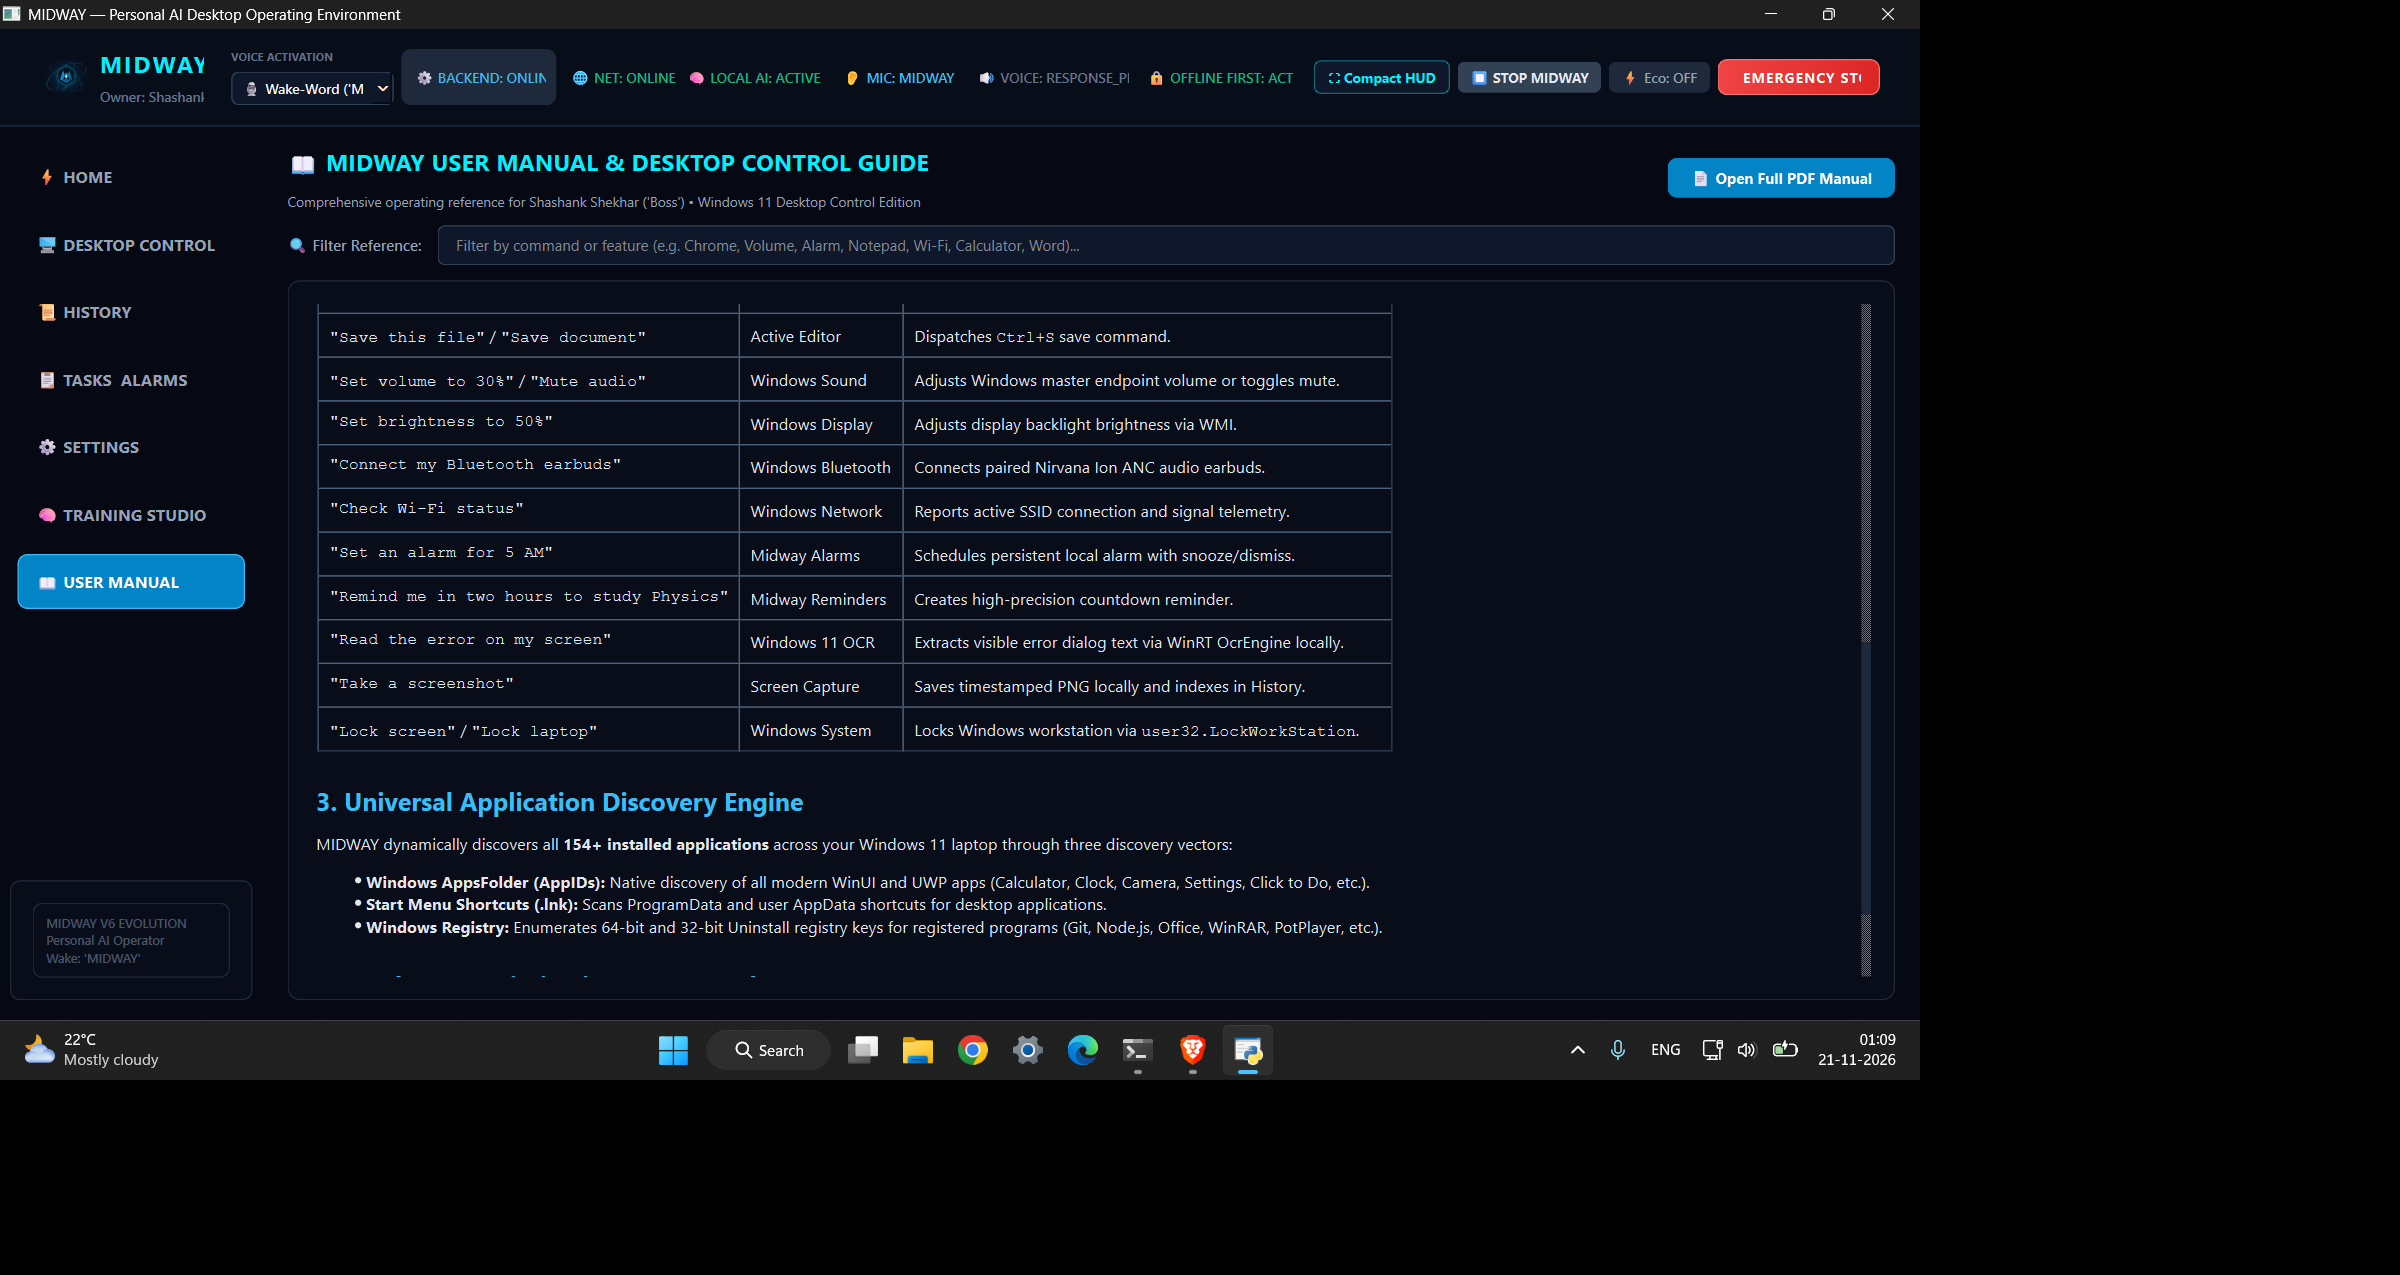 MIDWAY — Personal AI Desktop Operating Environment
MIDWAY
Owner: Shashank
VOICE ACTIVATION
Wake-Word ('M
BACKEND: ONLIN
NET: ONLINE
LOCAL AI: ACTIVE
MIC: MIDWAY
VOICE: RESPONSE_PI
OFFLINE FIRST: ACT
Compact HUD
STOP MIDWAY
Eco: OFF
EMERGENCY STO
HOME
DESKTOP CONTROL
HISTORY
TASKS ALARMS
SETTINGS
TRAINING STUDIO
USER MANUAL
MIDWAY V6 EVOLUTION
Personal AI Operator
Wake: 'MIDWAY'
MIDWAY USER MANUAL & DESKTOP CONTROL GUIDE
Comprehensive operating reference for Shashank Shekhar ('Boss') • Windows 11 Desktop Control Edition
Open Full PDF Manual
Filter Reference:
Filter by command or feature (e.g. Chrome, Volume, Alarm, Notepad, Wi-Fi, Calculator, Word)...
"Save this file" / "Save document" Active Editor Dispatches Ctrl+S save command.
"Set volume to 30%" / "Mute audio" Windows Sound Adjusts Windows master endpoint volume or toggles mute.
"Set brightness to 50%" Windows Display Adjusts display backlight brightness via WMI.
"Connect my Bluetooth earbuds" Windows Bluetooth Connects paired Nirvana Ion ANC audio earbuds.
"Check Wi-Fi status" Windows Network Reports active SSID connection and signal telemetry.
"Set an alarm for 5 AM" Midway Alarms Schedules persistent local alarm with snooze/dismiss.
"Remind me in two hours to study Physics" Midway Reminders Creates high-precision countdown reminder.
"Read the error on my screen" Windows 11 OCR Extracts visible error dialog text via WinRT OcrEngine locally.
"Take a screenshot" Screen Capture Saves timestamped PNG locally and indexes in History.
"Lock screen" / "Lock laptop" Windows System Locks Windows workstation via user32.LockWorkStation.
3. Universal Application Discovery Engine
MIDWAY dynamically discovers all 154+ installed applications across your Windows 11 laptop through three discovery vectors:
• Windows AppsFolder (AppIDs): Native discovery of all modern WinUI and UWP apps (Calculator, Clock, Camera, Settings, Click to Do, etc.).
• Start Menu Shortcuts (.lnk): Scans ProgramData and user AppData shortcuts for desktop applications.
• Windows Registry: Enumerates 64-bit and 32-bit Uninstall registry keys for registered programs (Git, Node.js, Office, WinRAR, PotPlayer, etc.).
22°C
Mostly cloudy
Search
ENG
01:09
21-11-2026